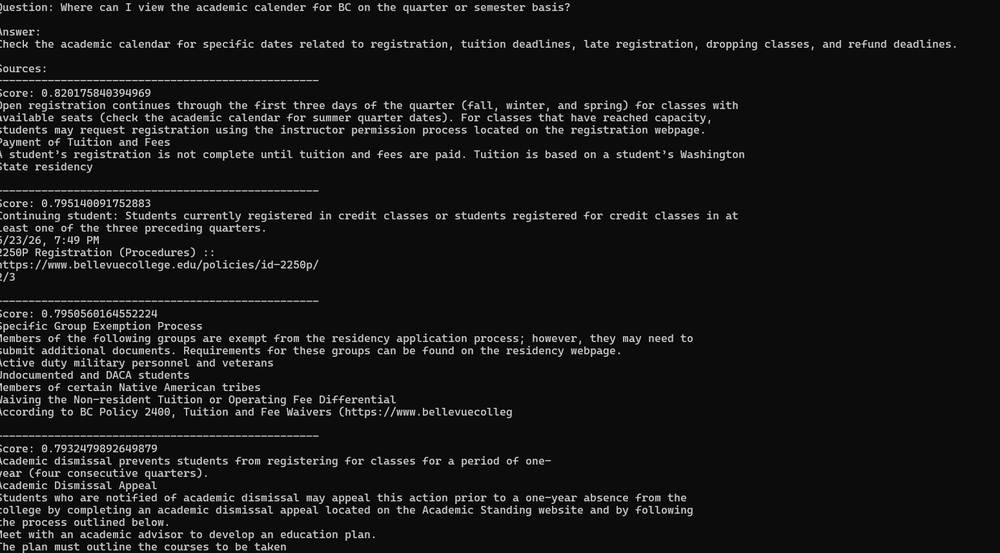 Question: Where can I view the academic calender for BC on the quarter or semester basis?
Answer:
Check the academic calendar for specific dates related to registration, tuition deadlines, late registration, dropping classes, and refund deadlines.
Sources:
--------------------------------------------------
Score: 0.820175840394969
Open registration continues through the first three days of the quarter (fall, winter, and spring) for classes with
available seats (check the academic calendar for summer quarter dates). For classes that have reached capacity,
students may request registration using the instructor permission process located on the registration webpage.
Payment of Tuition and Fees
A student’s registration is not complete until tuition and fees are paid. Tuition is based on a student’s Washington
State residency
--------------------------------------------------
Score: 0.795140091752883
Continuing student: Students currently registered in credit classes or students registered for credit classes in at
least one of the three preceding quarters.
5/23/26, 7:49 PM
2250P Registration (Procedures) ::
https://www.bellevuecollege.edu/policies/id-2250p/
2/3
--------------------------------------------------
Score: 0.7950560164552224
Specific Group Exemption Process
Members of the following groups are exempt from the residency application process; however, they may need to
submit additional documents. Requirements for these groups can be found on the residency webpage.
Active duty military personnel and veterans
Undocumented and DACA students
Members of certain Native American tribes
Waiving the Non-resident Tuition or Operating Fee Differential
According to BC Policy 2400, Tuition and Fee Waivers (https://www.bellevuecolleg
--------------------------------------------------
Score: 0.7932479892649879
Academic dismissal prevents students from registering for classes for a period of one-
year (four consecutive quarters).
Academic Dismissal Appeal
Students who are notified of academic dismissal may appeal this action prior to a one-year absence from the
college by completing an academic dismissal appeal located on the Academic Standing website and by following
the process outlined below.
Meet with an academic advisor to develop an education plan.
The plan must outline the courses to be taken